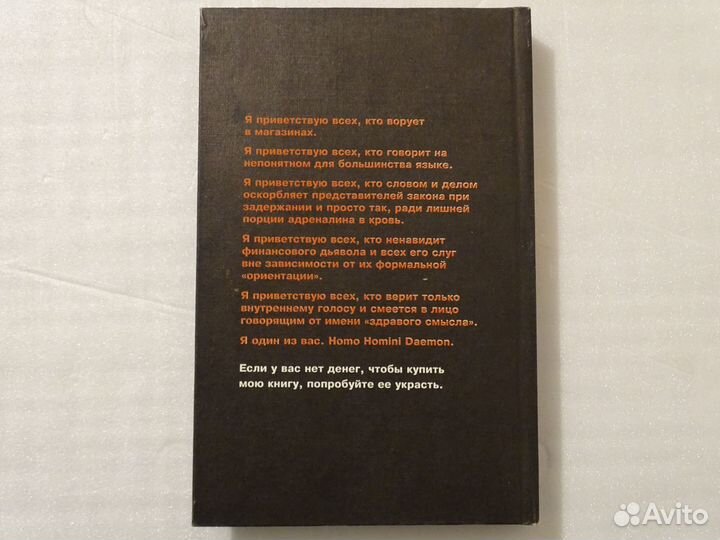 Я приветствую всех, кто ворует
в магазинах.
Я приветствую всех, кто говорит на
непонятном для большинства языке.
Я приветствую всех, кто словом и делом
оскорбляет представителей закона при
задержании и просто так, ради лишней
порции адреналина в кровь.
Я приветствую всех, кто ненавидит
финансового дьявола и всех его слуг
вне зависимости от их формальной
«ориентации».
Я приветствую всех, кто верит только
внутреннему голосу и смеется в лицо
говорящим от имени «здравого смысла».
Я один из вас. Homo Homini Daemon.
Если у вас нет денег, чтобы купить
мою книгу, попробуйте ее украсть.
Avito